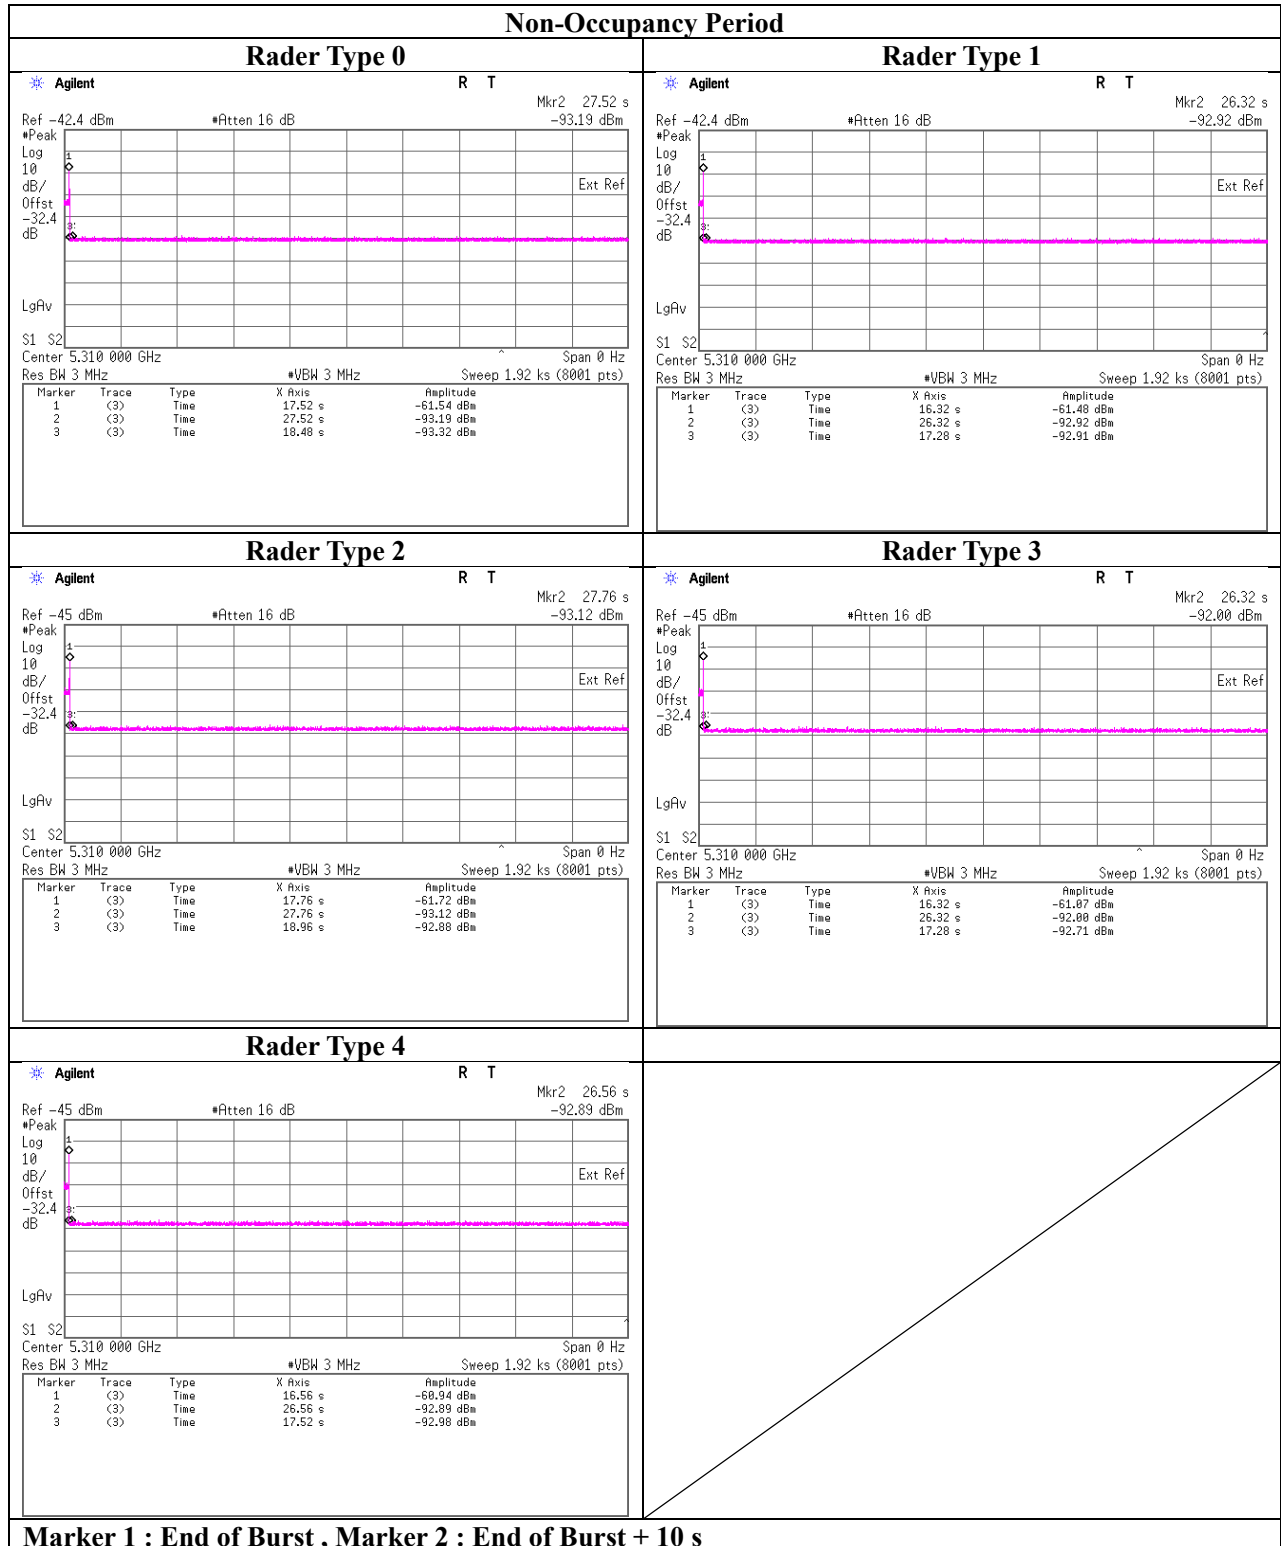 Non-Occupancy Period
Rader Type 0
Agilent R T
Mkr2 27.52 s
Ref -42.4 dBm #Atten 16 dB -93.19 dBm
#Peak
Log
10
dB/
Offst
-32.4
dB
1
3
Ext Ref
LgAv
S1 S2
Center 5.310 000 GHz ^ Span 0 Hz
Res BW 3 MHz #VBW 3 MHz Sweep 1.92 ks (8001 pts)
Marker Trace Type X Axis Amplitude
1 (3) Time 17.52 s -61.54 dBm
2 (3) Time 27.52 s -93.19 dBm
3 (3) Time 18.48 s -93.32 dBm
Rader Type 1
Agilent R T
Mkr2 26.32 s
Ref -42.4 dBm #Atten 16 dB -92.92 dBm
#Peak
Log
10
dB/
Offst
-32.4
dB
1
3
Ext Ref
LgAv
S1 S2
Center 5.310 000 GHz Span 0 Hz
Res BW 3 MHz #VBW 3 MHz Sweep 1.92 ks (8001 pts)
Marker Trace Type X Axis Amplitude
1 (3) Time 16.32 s -61.48 dBm
2 (3) Time 26.32 s -92.92 dBm
3 (3) Time 17.28 s -92.91 dBm
Rader Type 2
Agilent R T
Mkr2 27.76 s
Ref -45 dBm #Atten 16 dB -93.12 dBm
#Peak
Log
10
dB/
Offst
-32.4
dB
1
3
Ext Ref
LgAv
S1 S2
Center 5.310 000 GHz ^ Span 0 Hz
Res BW 3 MHz #VBW 3 MHz Sweep 1.92 ks (8001 pts)
Marker Trace Type X Axis Amplitude
1 (3) Time 17.76 s -61.72 dBm
2 (3) Time 27.76 s -93.12 dBm
3 (3) Time 18.96 s -92.88 dBm
Rader Type 3
Agilent R T
Mkr2 26.32 s
Ref -45 dBm #Atten 16 dB -92.00 dBm
#Peak
Log
10
dB/
Offst
-32.4
dB
1
3
Ext Ref
LgAv
S1 S2
Center 5.310 000 GHz ^ Span 0 Hz
Res BW 3 MHz #VBW 3 MHz Sweep 1.92 ks (8001 pts)
Marker Trace Type X Axis Amplitude
1 (3) Time 16.32 s -61.07 dBm
2 (3) Time 26.32 s -92.00 dBm
3 (3) Time 17.28 s -92.71 dBm
Rader Type 4
Agilent R T
Mkr2 26.56 s
Ref -45 dBm #Atten 16 dB -92.89 dBm
#Peak
Log
10
dB/
Offst
-32.4
dB
1
3
Ext Ref
LgAv
S1 S2
Center 5.310 000 GHz Span 0 Hz
Res BW 3 MHz #VBW 3 MHz Sweep 1.92 ks (8001 pts)
Marker Trace Type X Axis Amplitude
1 (3) Time 16.56 s -60.94 dBm
2 (3) Time 26.56 s -92.89 dBm
3 (3) Time 17.52 s -92.98 dBm
Marker 1 : End of Burst , Marker 2 : End of Burst + 10 s